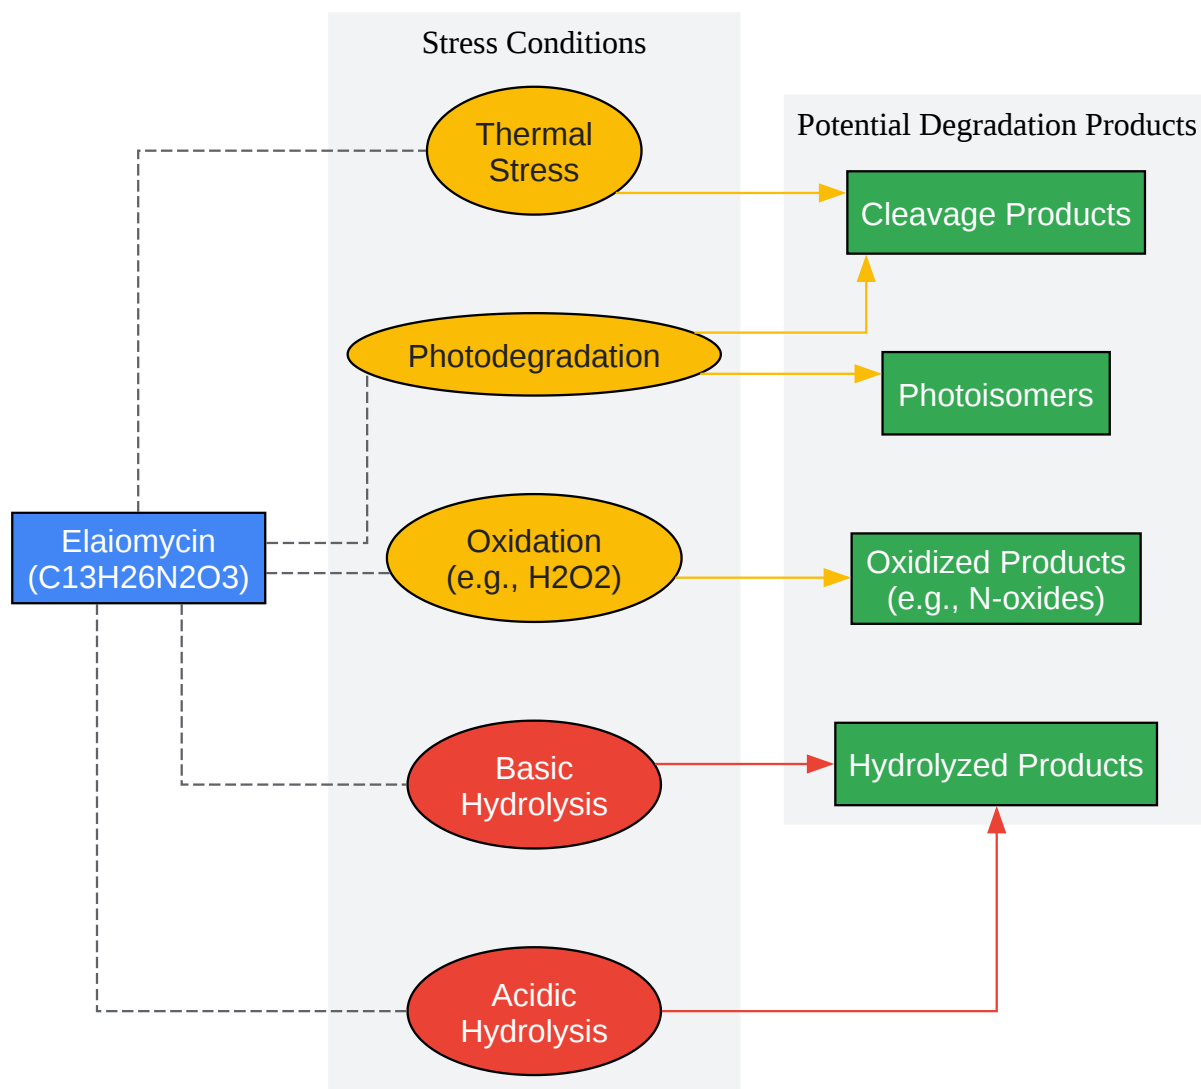 Stress Conditions
Potential Degradation Products
Thermal
Stress
Cleavage Products
Photodegradation
Photoisomers
Elaiomycin
(C13H26N2O3)
Oxidation
(e.g., H2O2)
Oxidized Products
(e.g., N-oxides)
Basic
Hydrolysis
Hydrolyzed Products
Acidic
Hydrolysis